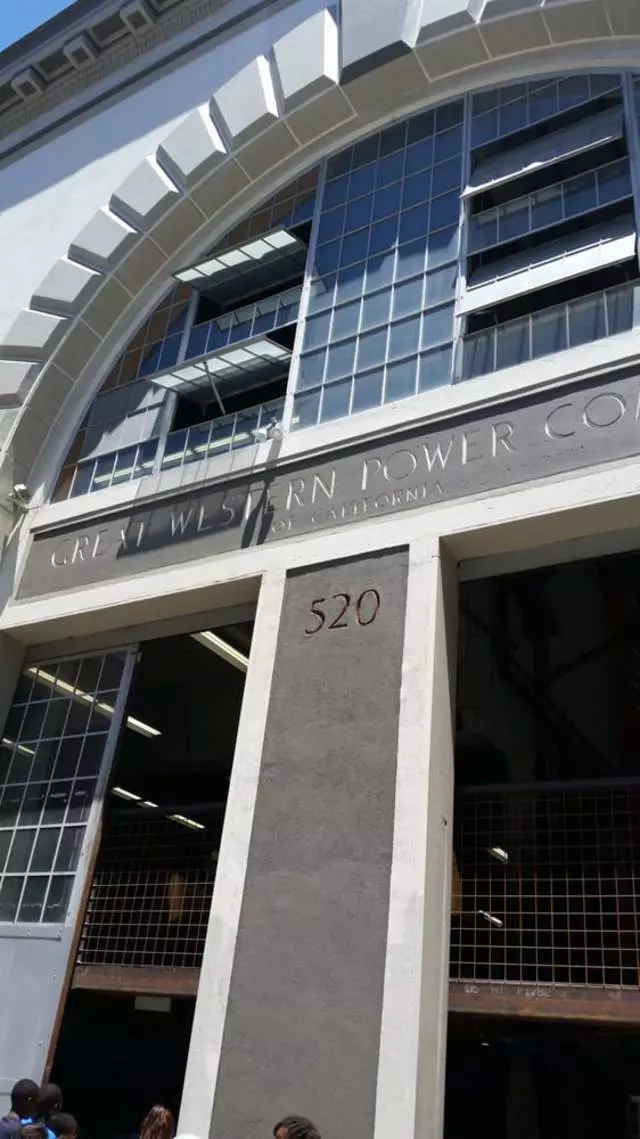 GREAT WESTERN POWER CO
OF CALIFORNIA
520